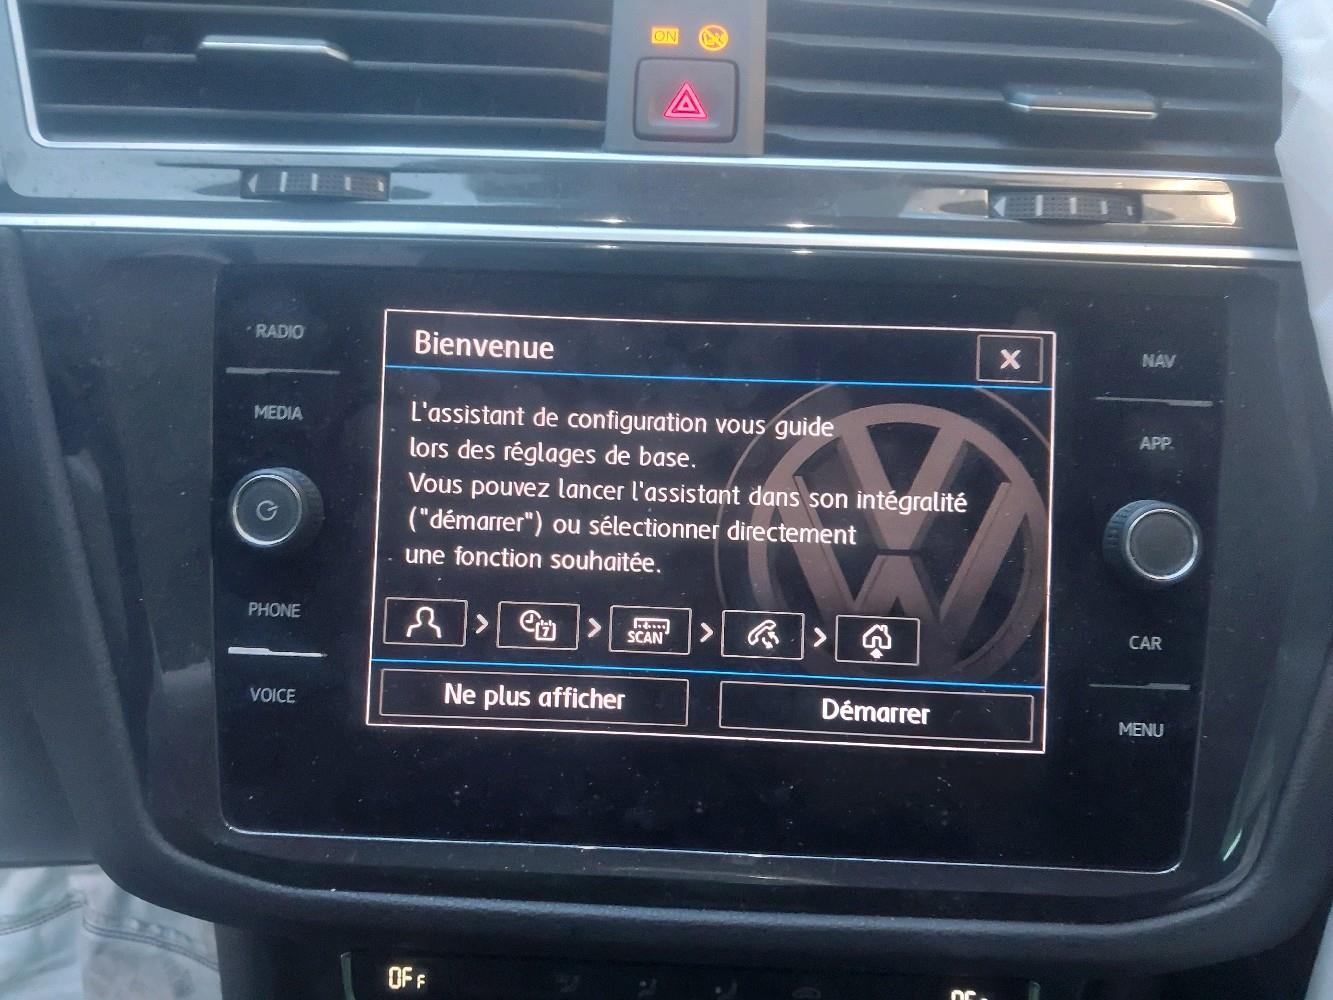 ON
RADIO
MEDIA
PHONE
VOICE
Bienvenue
X
L'assistant de configuration vous guide
lors des réglages de base.
Vous pouvez lancer l'assistant dans son intégralité
("démarrer") ou sélectionner directement
une fonction souhaitée.
7
SCAN
Ne plus afficher
Démarrer
NAV
APP
CAR
MENU
OFF